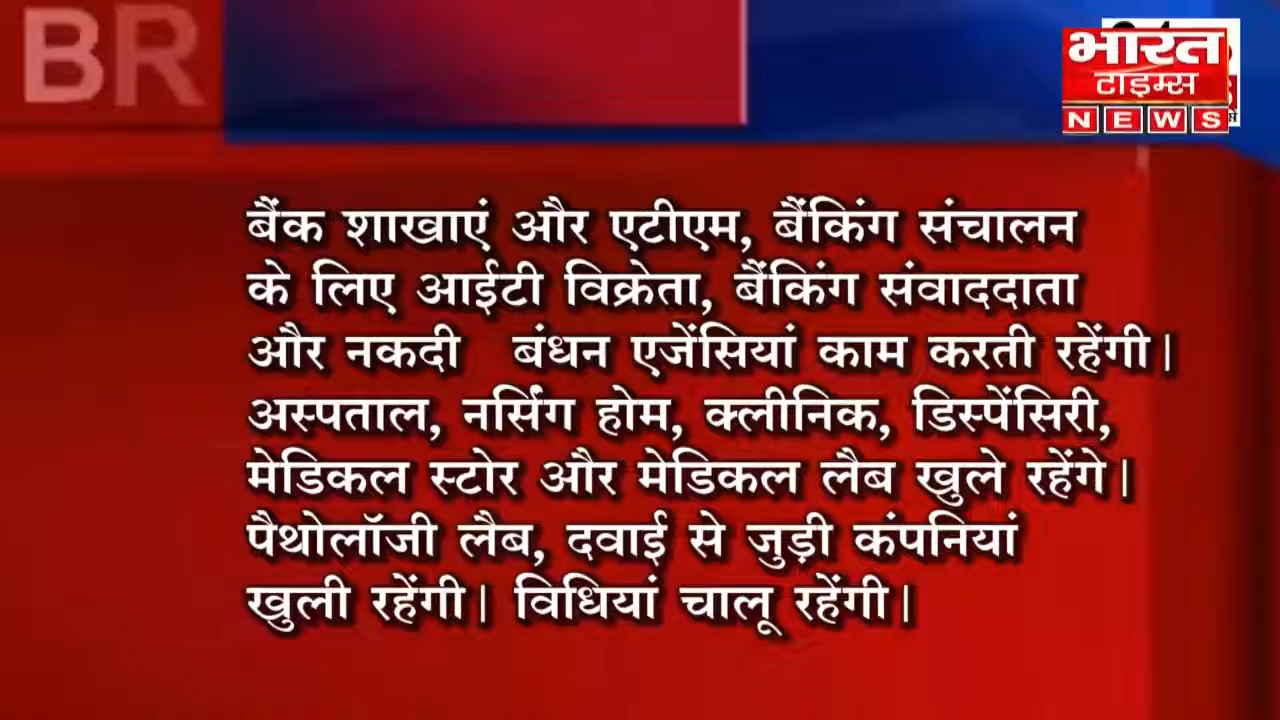 BR
भारत
टाइम्स
NEWS
बैंक शाखाएं और एटीएम, बैंकिंग संचालन
के लिए आईटी विक्रेता, बैंकिंग संवाददाता
और नकदी बंधन एजेंसियां काम करती रहेंगी।
अस्पताल, नर्सिंग होम, क्लीनिक, डिस्पेंसिरी,
मेडिकल स्टोर और मेडिकल लैब खुले रहेंगे।
पैथोलॉजी लैब, दवाई से जुड़ी कंपनियां
खुली रहेंगी। विधियां चालू रहेंगी।